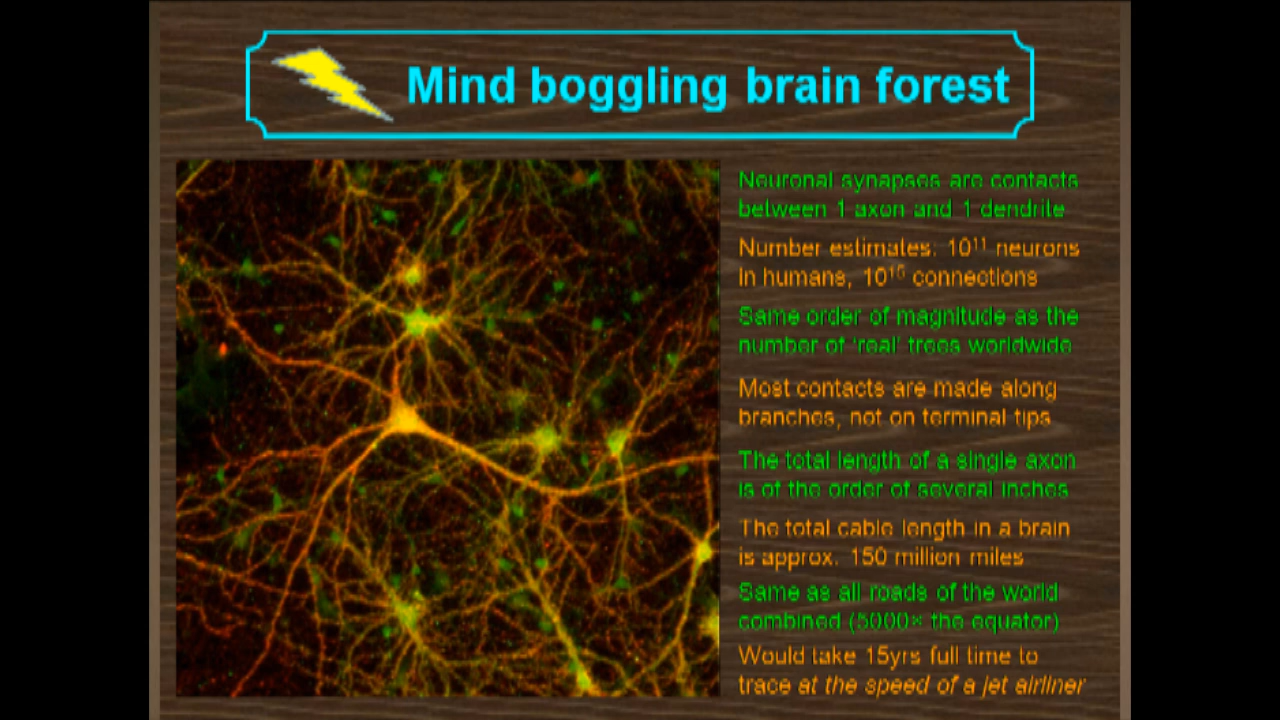 Mind boggling brain forest
Neuronal synapses are contacts
between 1 axon and 1 dendrite
Number estimates: 10¹¹ neurons
in humans, 10¹⁵ connections
Same order of magnitude as the
number of 'real' trees worldwide
Most contacts are made along
branches, not on terminal tips
The total length of a single axon
is of the order of several inches
The total cable length in a brain
is approx. 150 million miles
Same as all roads of the world
combined (5000× the equator)
Would take 15yrs full time to
trace at the speed of a jet airliner